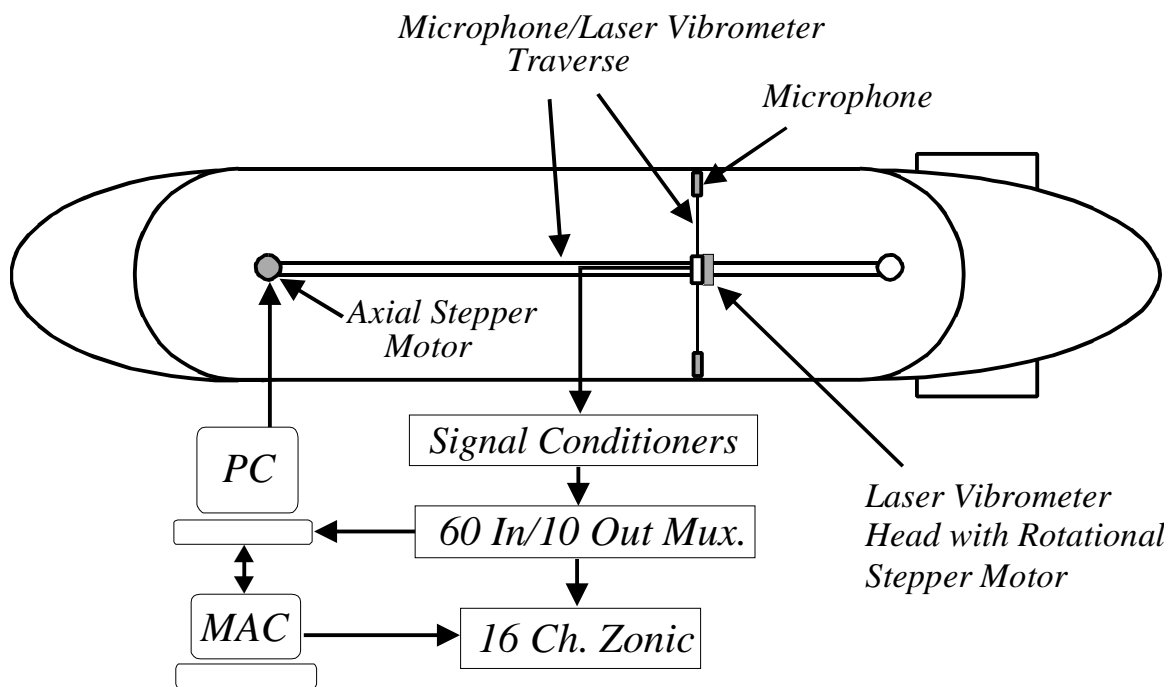 Microphone/Laser Vibrometer
Traverse
Microphone
Axial Stepper
Motor
Signal Conditioners
PC
60 In/10 Out Mux.
Laser Vibrometer
Head with Rotational
Stepper Motor
MAC
16 Ch. Zonic